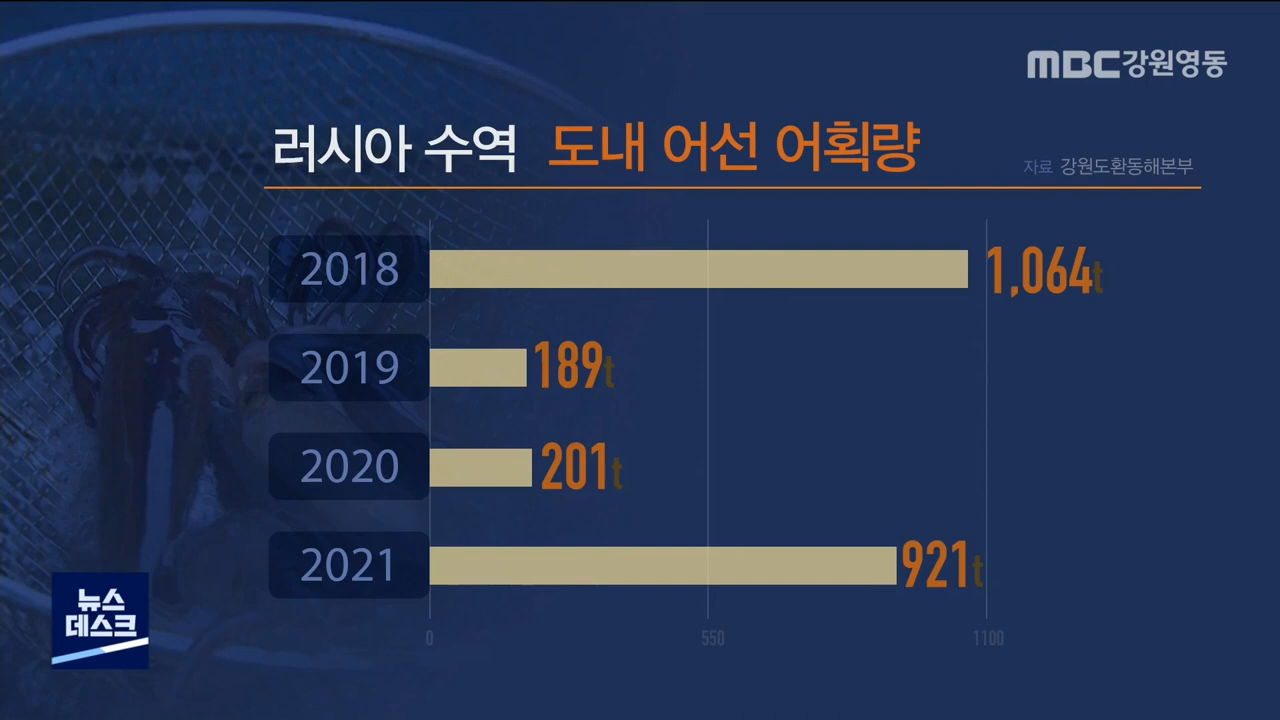 MBC강원영동
러시아 수역 도내 어선 어획량
자료 강원도환동해본부
2018 1,064t
2019 189t
2020 201t
2021 921t
0 550 1100
뉴스
데스크